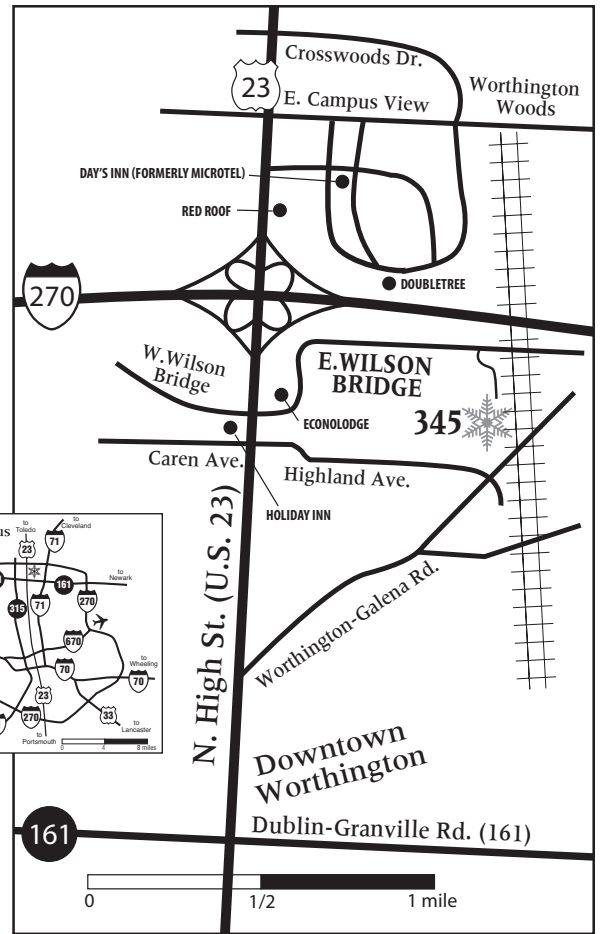 Crosswoods Dr.
23
E. Campus View
Worthington
Woods
DAY'S INN (FORMERLY MICROTEL)
RED ROOF
DOUBLETREE
270
W.Wilson
Bridge
E.WILSON
BRIDGE
ECONOLODGE
345
Caren Ave.
Highland Ave.
HOLIDAY INN
N. High St. (U.S. 23)
Worthington-Galena Rd.
us
to
Toledo
to
Cleveland
23
71
to
Newark
161
315
71
270
670
to
Wheeling
70
70
23
270
33
to
Lancaster
to
Portsmouth
0 4 8 miles
Downtown
Worthington
161
Dublin-Granville Rd. (161)
0 1/2 1 mile